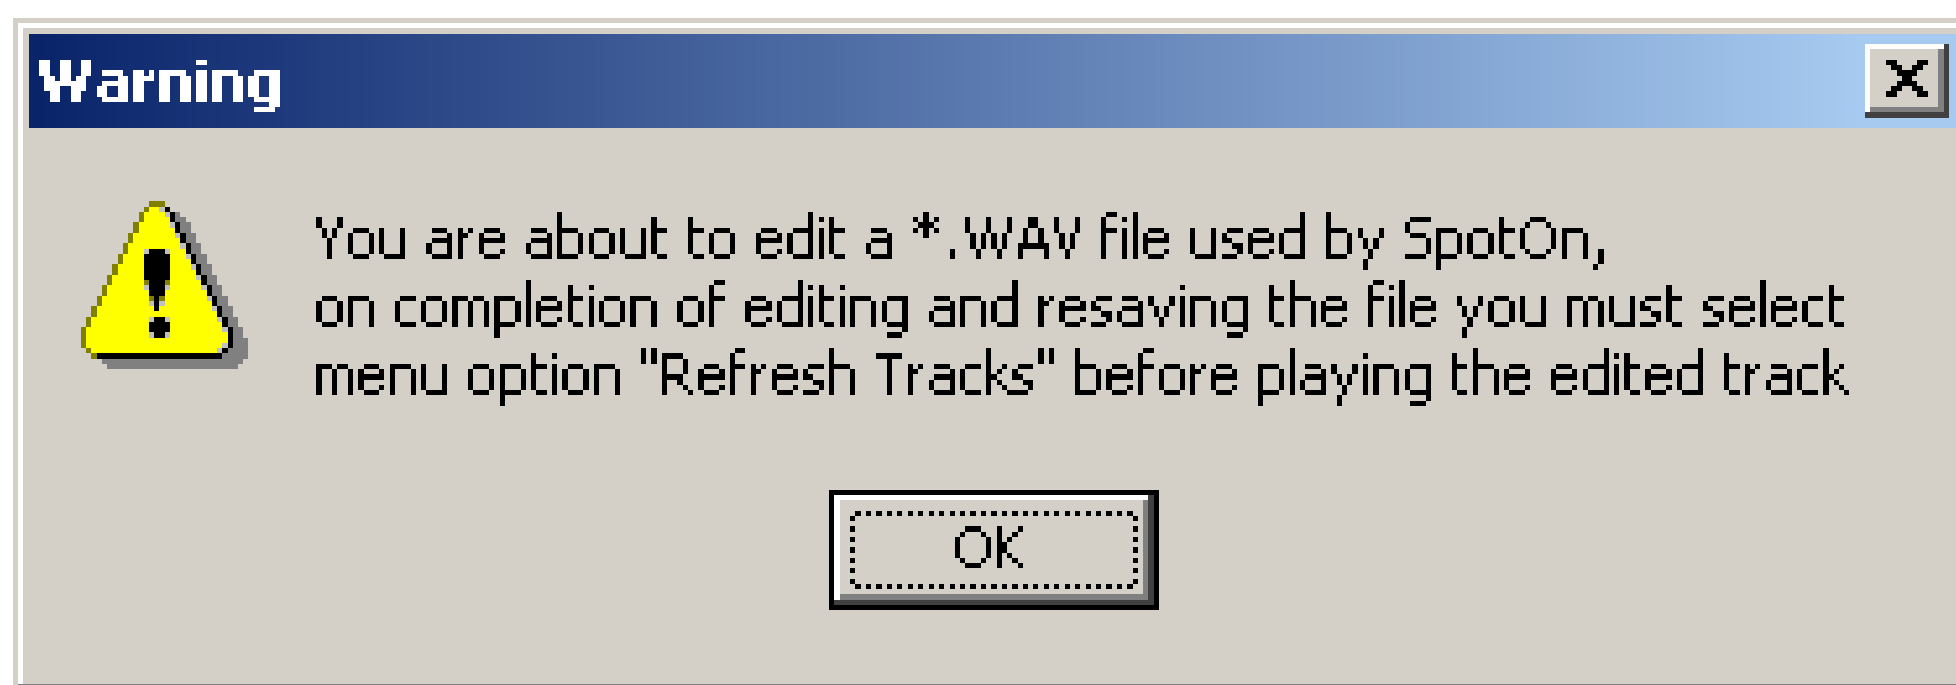 Warning
You are about to edit a *.WAV file used by SpotOn,
on completion of editing and resaving the file you must select
menu option "Refresh Tracks" before playing the edited track
OK